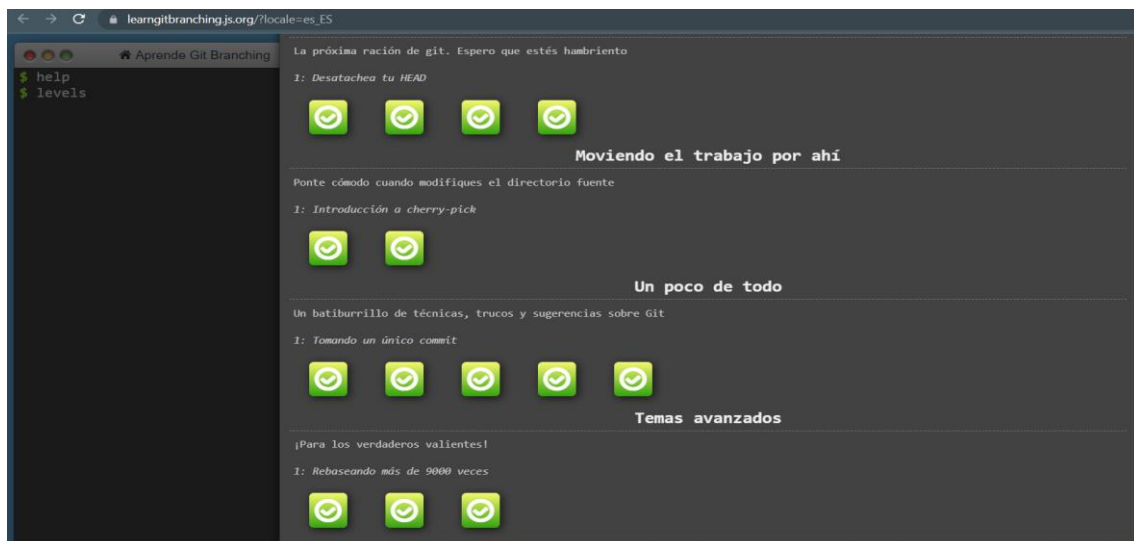 learngitbranching.js.org/?locale=es_ES
Aprende Git Branching
$ help
$ levels
La próxima ración de git. Espero que estés hambriento
1: Desatachea tu HEAD
Moviendo el trabajo por ahí
Ponte cómodo cuando modifiques el directorio fuente
1: Introducción a cherry-pick
Un poco de todo
Un batiburrillo de técnicas, trucos y sugerencias sobre Git
1: Tomando un único commit
Temas avanzados
¡Para los verdaderos valientes!
1: Rebaseando más de 9000 veces